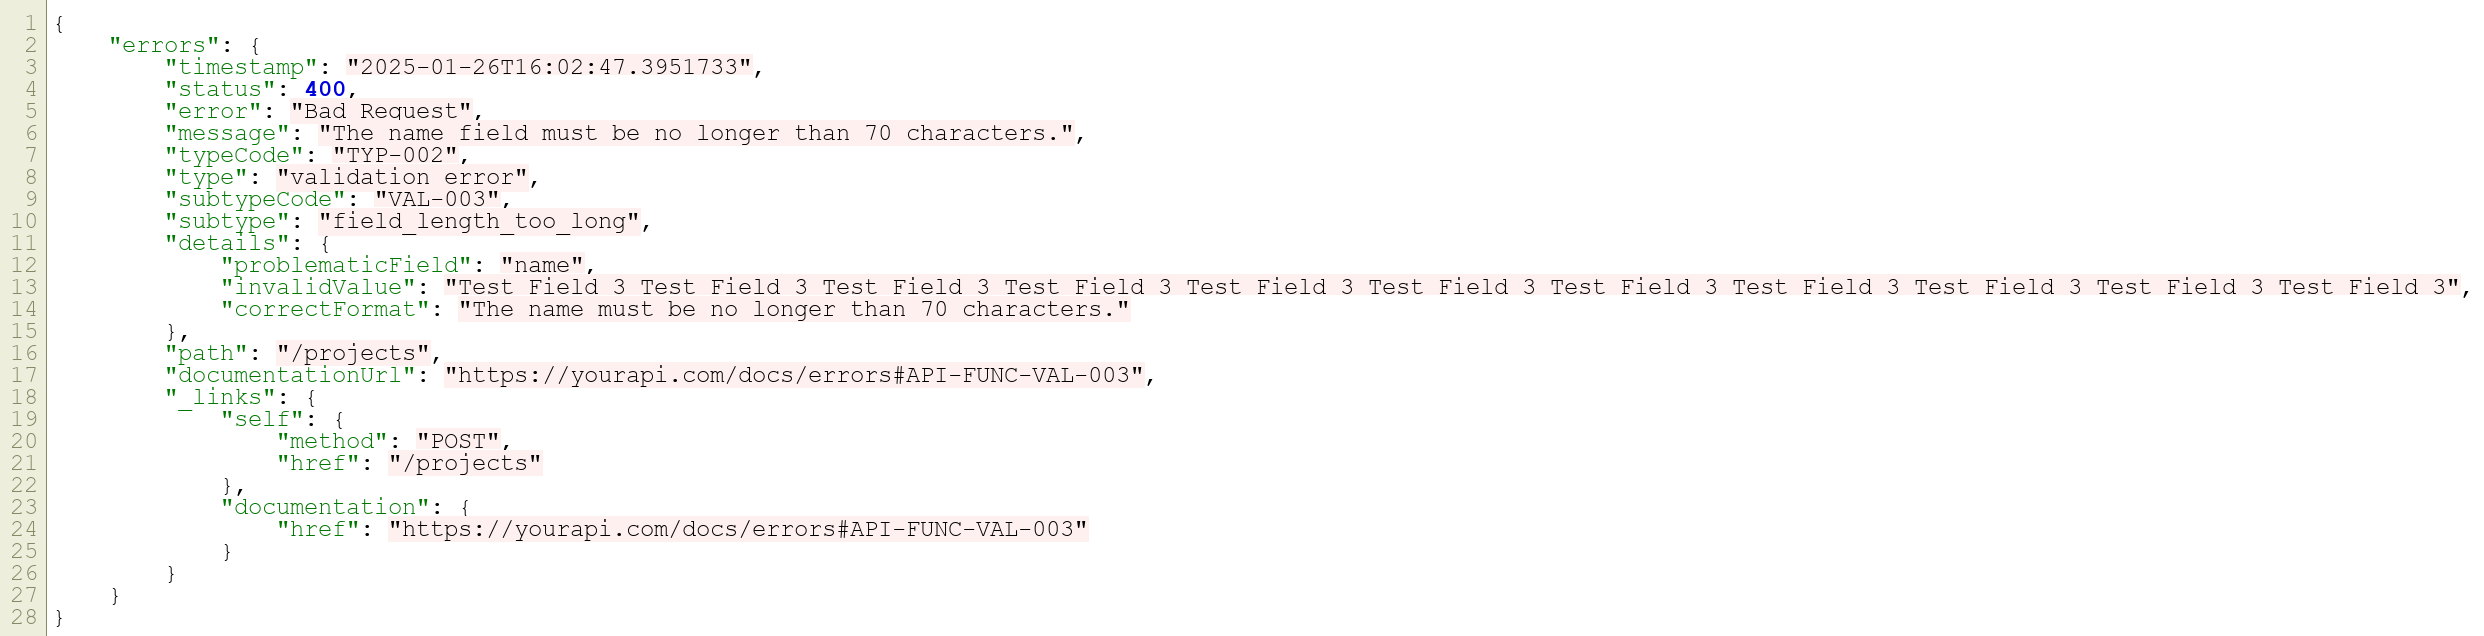 1 {
2     "errors": {
3         "timestamp": "2025-01-26T16:02:47.3951733",
4         "status": 400,
5         "error": "Bad Request",
6         "message": "The name field must be no longer than 70 characters.",
7         "typeCode": "TYP-002",
8         "type": "validation error",
9         "subtypeCode": "VAL-003",
10         "subtype": "field_length_too_long",
11         "details": {
12             "problematicField": "name",
13             "invalidValue": "Test Field 3 Test Field 3 Test Field 3 Test Field 3 Test Field 3 Test Field 3 Test Field 3 Test Field 3 Test Field 3 Test Field 3 Test Field 3",
14             "correctFormat": "The name must be no longer than 70 characters."
15         },
16         "path": "/projects",
17         "documentationUrl": "https://yourapi.com/docs/errors#API-FUNC-VAL-003",
18         "_links": {
19             "self": {
20                 "method": "POST",
21                 "href": "/projects"
22             },
23             "documentation": {
24                 "href": "https://yourapi.com/docs/errors#API-FUNC-VAL-003"
25             }
26         }
27     }
28 }